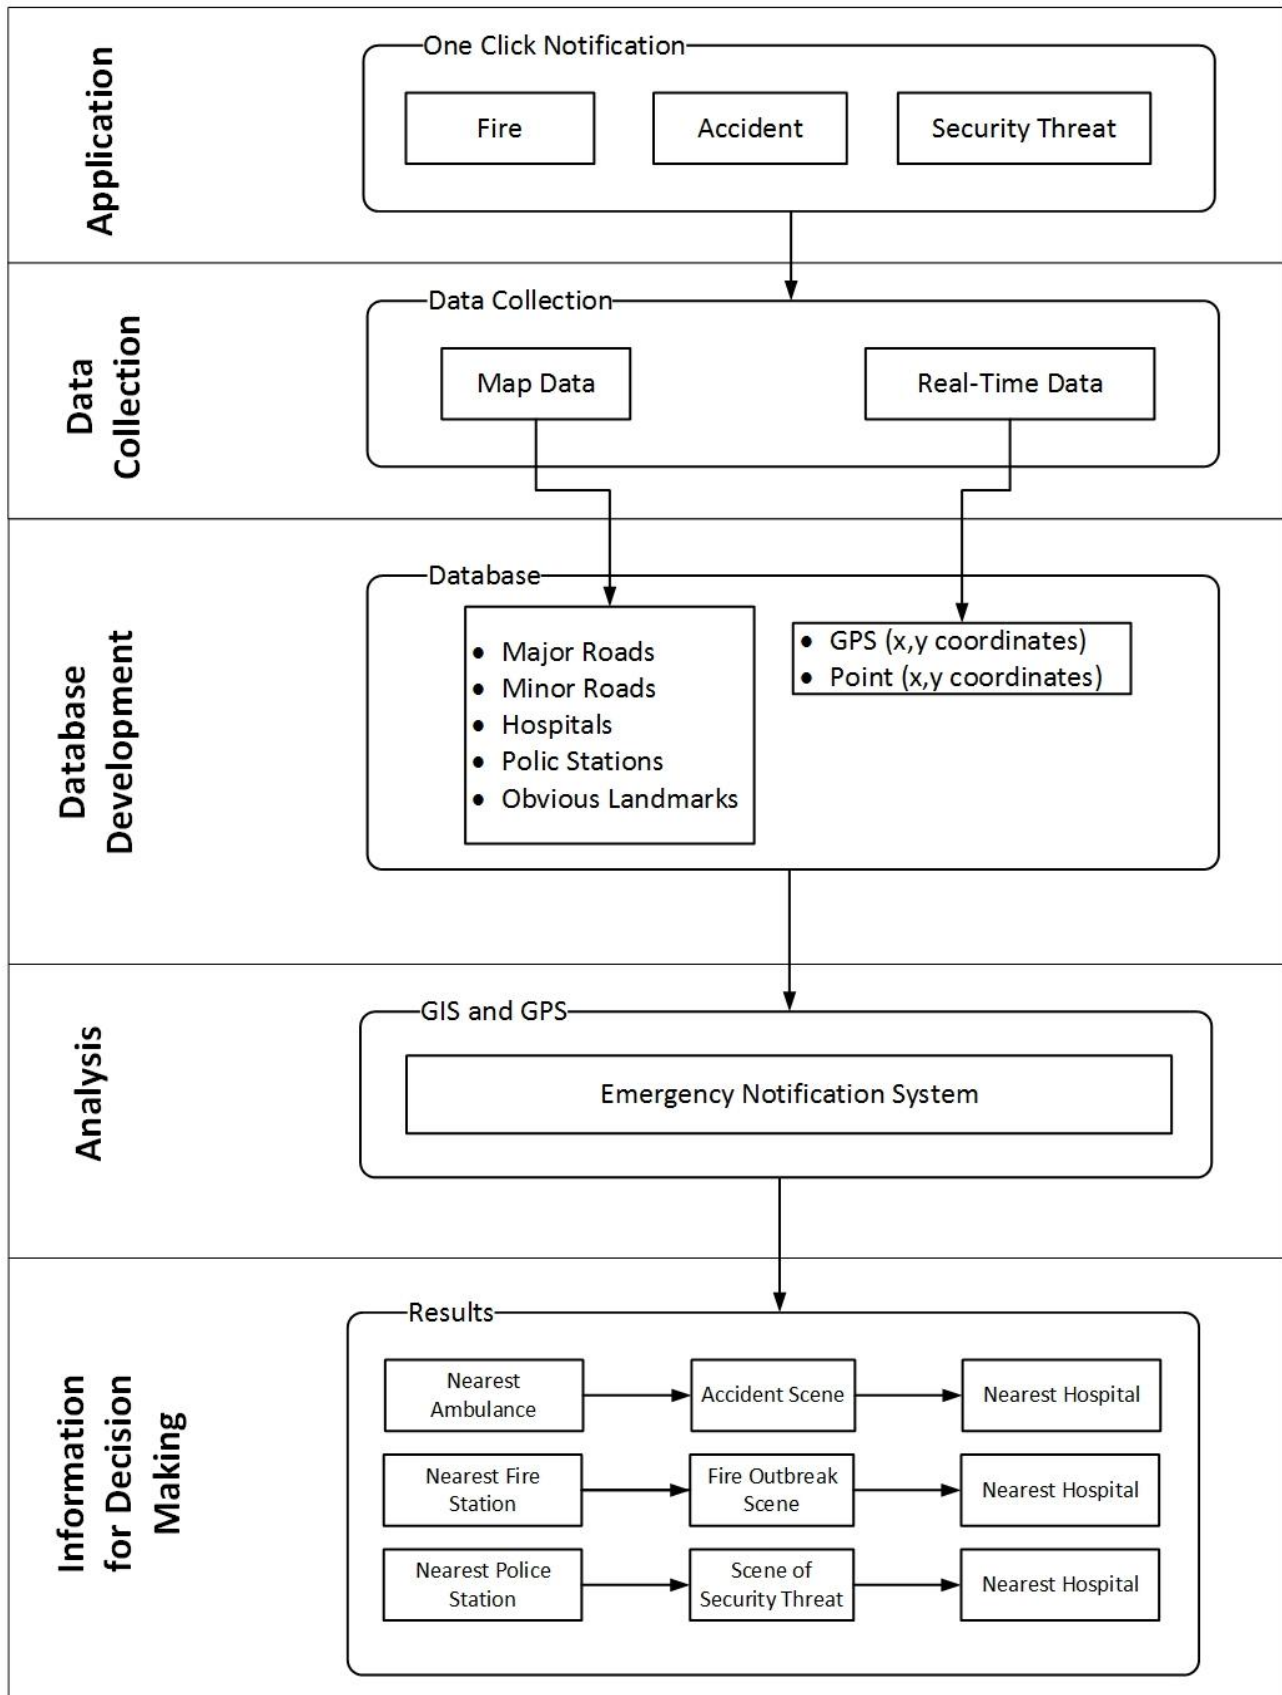 Application
One Click Notification
Fire
Accident
Security Threat
Data
Collection
Data Collection
Map Data
Real-Time Data
Database
Development
Database
• Major Roads
• Minor Roads
• Hospitals
• Polic Stations
• Obvious Landmarks
• GPS (x,y coordinates)
• Point (x,y coordinates)
Analysis
GIS and GPS
Emergency Notification System
Information
for Decision
Making
Results
Nearest
Ambulance
Accident Scene
Nearest Hospital
Nearest Fire
Station
Fire Outbreak
Scene
Nearest Hospital
Nearest Police
Station
Scene of
Security Threat
Nearest Hospital